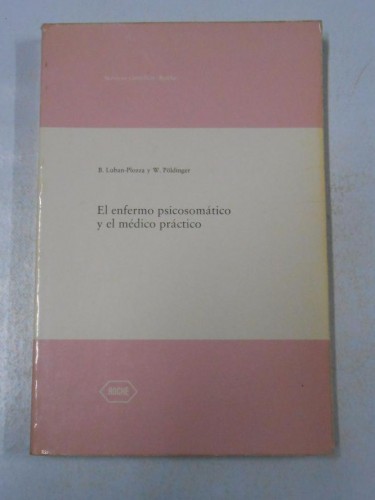 B. Luban-Plozza y W. Pöldinger
El enfermo psicosomático
y el médico práctico
ROCHE